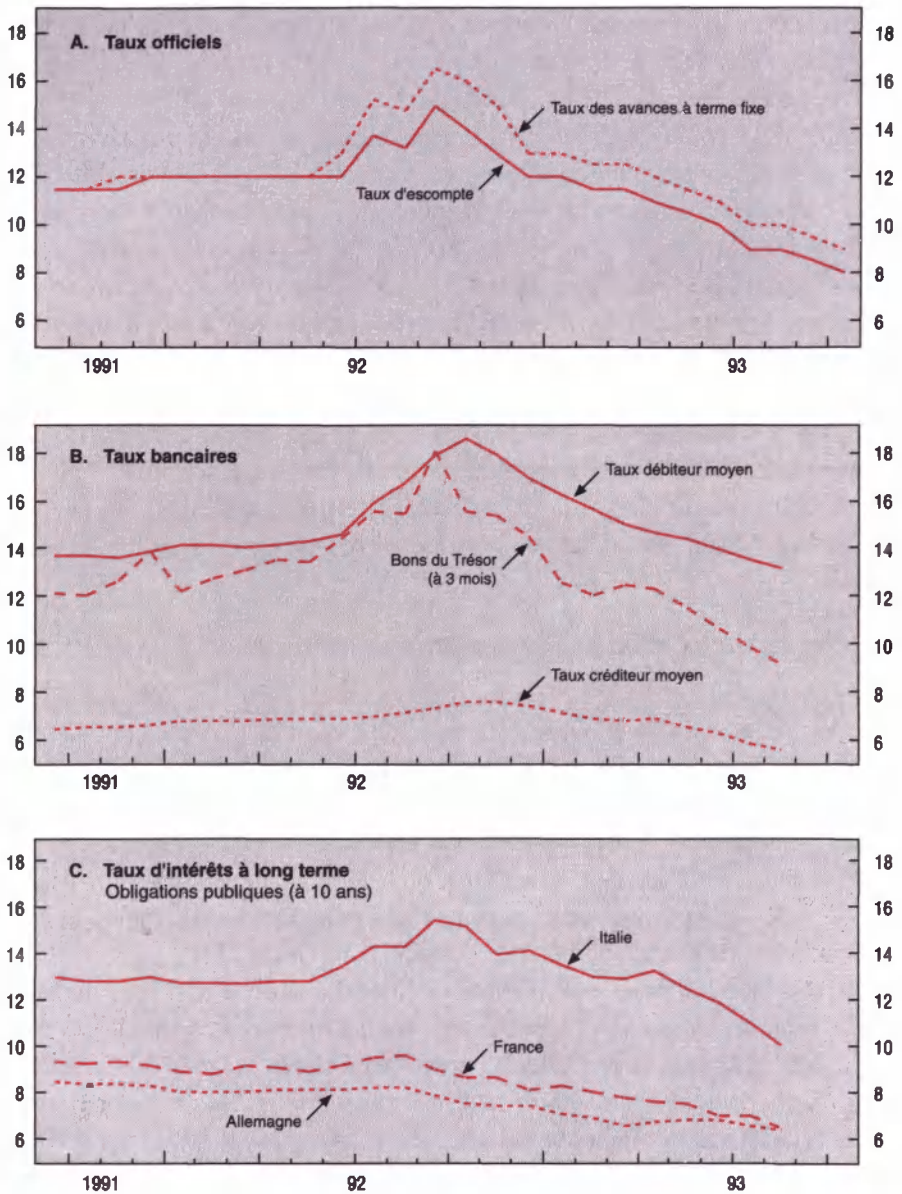 A. Taux officiels
18 18
16 16
14 14
12 12
10 10
8 8
6 6
Taux des avances à terme fixe
Taux d'escompte
1991 92 93
B. Taux bancaires
18 18
16 16
14 14
12 12
10 10
8 8
6 6
Taux débiteur moyen
Bons du Trésor
(à 3 mois)
Taux créditeur moyen
1991 92 93
C. Taux d'intérêts à long terme
Obligations publiques (à 10 ans)
18 18
16 16
14 14
12 12
10 10
8 8
6 6
Italie
France
Allemagne
1991 92 93